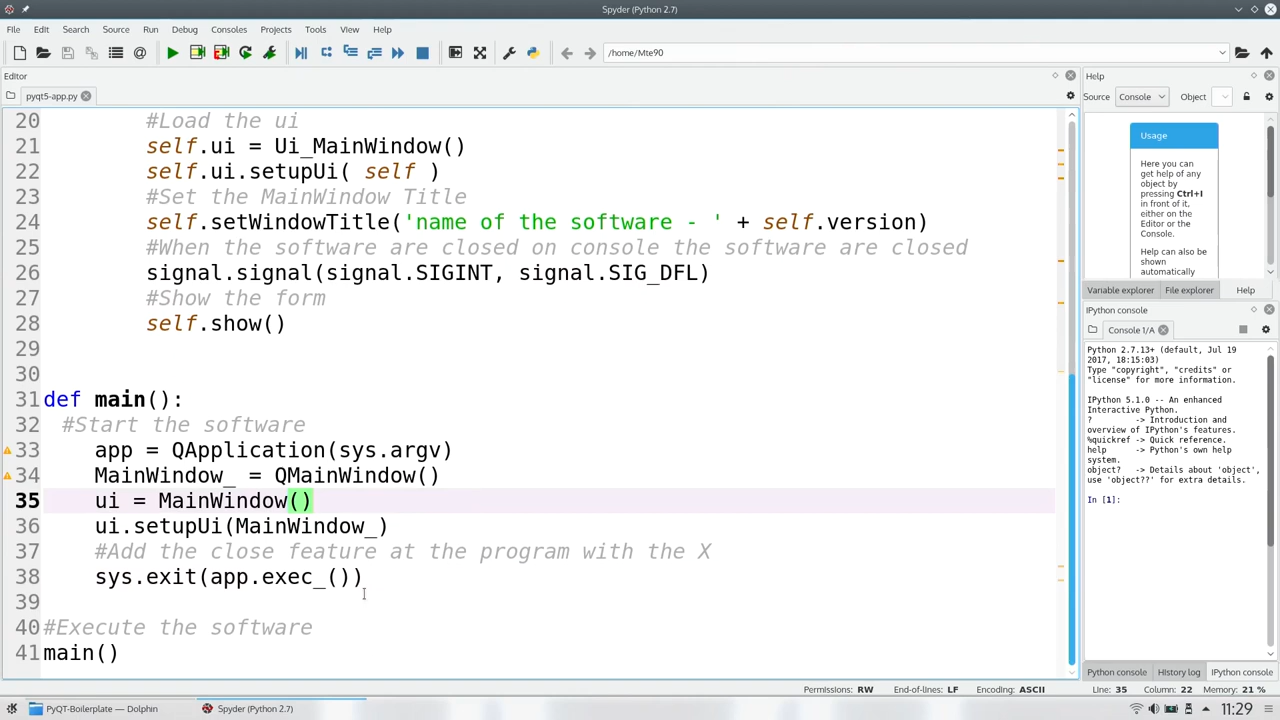 Spyder (Python 2.7)
File Edit Search Source Run Debug Consoles Projects Tools View Help
/home/Mte90
Editor
pyqt5-app.py
20 #Load the ui
21 self.ui = Ui_MainWindow()
22 self.ui.setupUi( self )
23 #Set the MainWindow Title
24 self.setWindowTitle('name of the software - ' + self.version)
25 #When the software are closed on console the software are closed
26 signal.signal(signal.SIGINT, signal.SIG_DFL)
27 #Show the form
28 self.show()
29
30
31 def main():
32 #Start the software
33 app = QApplication(sys.argv)
34 MainWindow_ = QMainWindow()
35 ui = MainWindow()
36 ui.setupUi(MainWindow_)
37 #Add the close feature at the program with the X
38 sys.exit(app.exec_())
39
40 #Execute the software
41 main()
Help
Source Console Object
Usage
Here you can
get help of any
object by
pressing Ctrl+I
in front of it,
either on the
Editor or the
Console.
Help can also be
shown
automatically
Variable explorer File explorer Help
IPython console
Console 1/A
Python 2.7.13+ (default, Jul 19
2017, 18:15:03)
Type "copyright", "credits" or
"license" for more information.
IPython 5.1.0 -- An enhanced
Interactive Python.
? -> Introduction and
overview of IPython's features.
%quickref -> Quick reference.
help -> Python's own help
system.
object? -> Details about 'object',
use 'object??' for extra details.
In [1]:
Python console History log IPython console
Permissions: RW End-of-lines: LF Encoding: ASCII Line: 35 Column: 22 Memory: 21 %
PyQT-Boilerplate — Dolphin Spyder (Python 2.7) 11:29